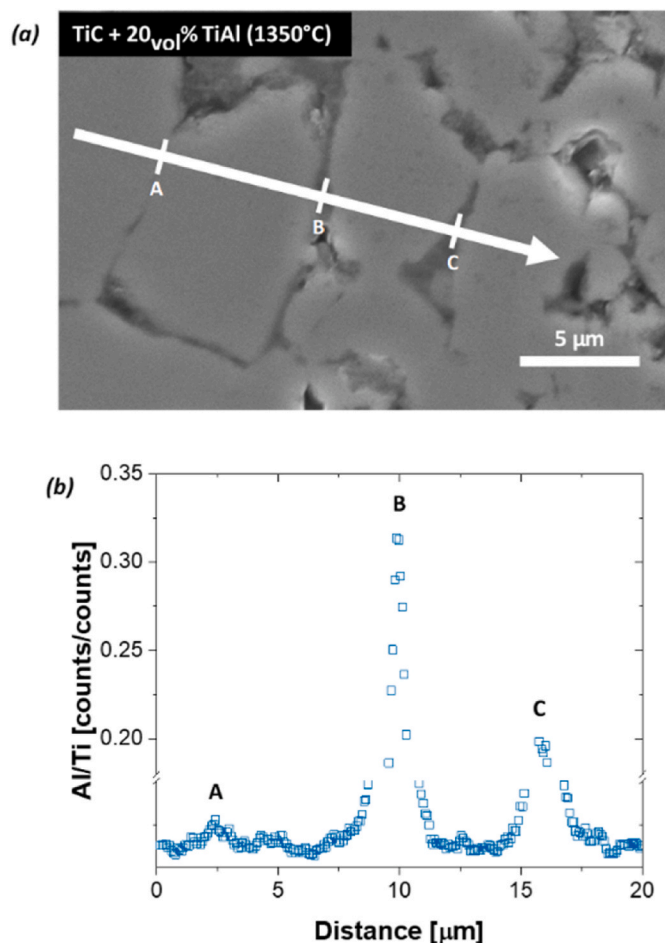 (a)
TiC + 20vol% TiAl (1350°C)
A
B
C
5 µm
(b)
0.35
0.30
0.25
0.20
Al/Ti [counts/counts]
A
B
C
0
5
10
15
20
Distance [µm]